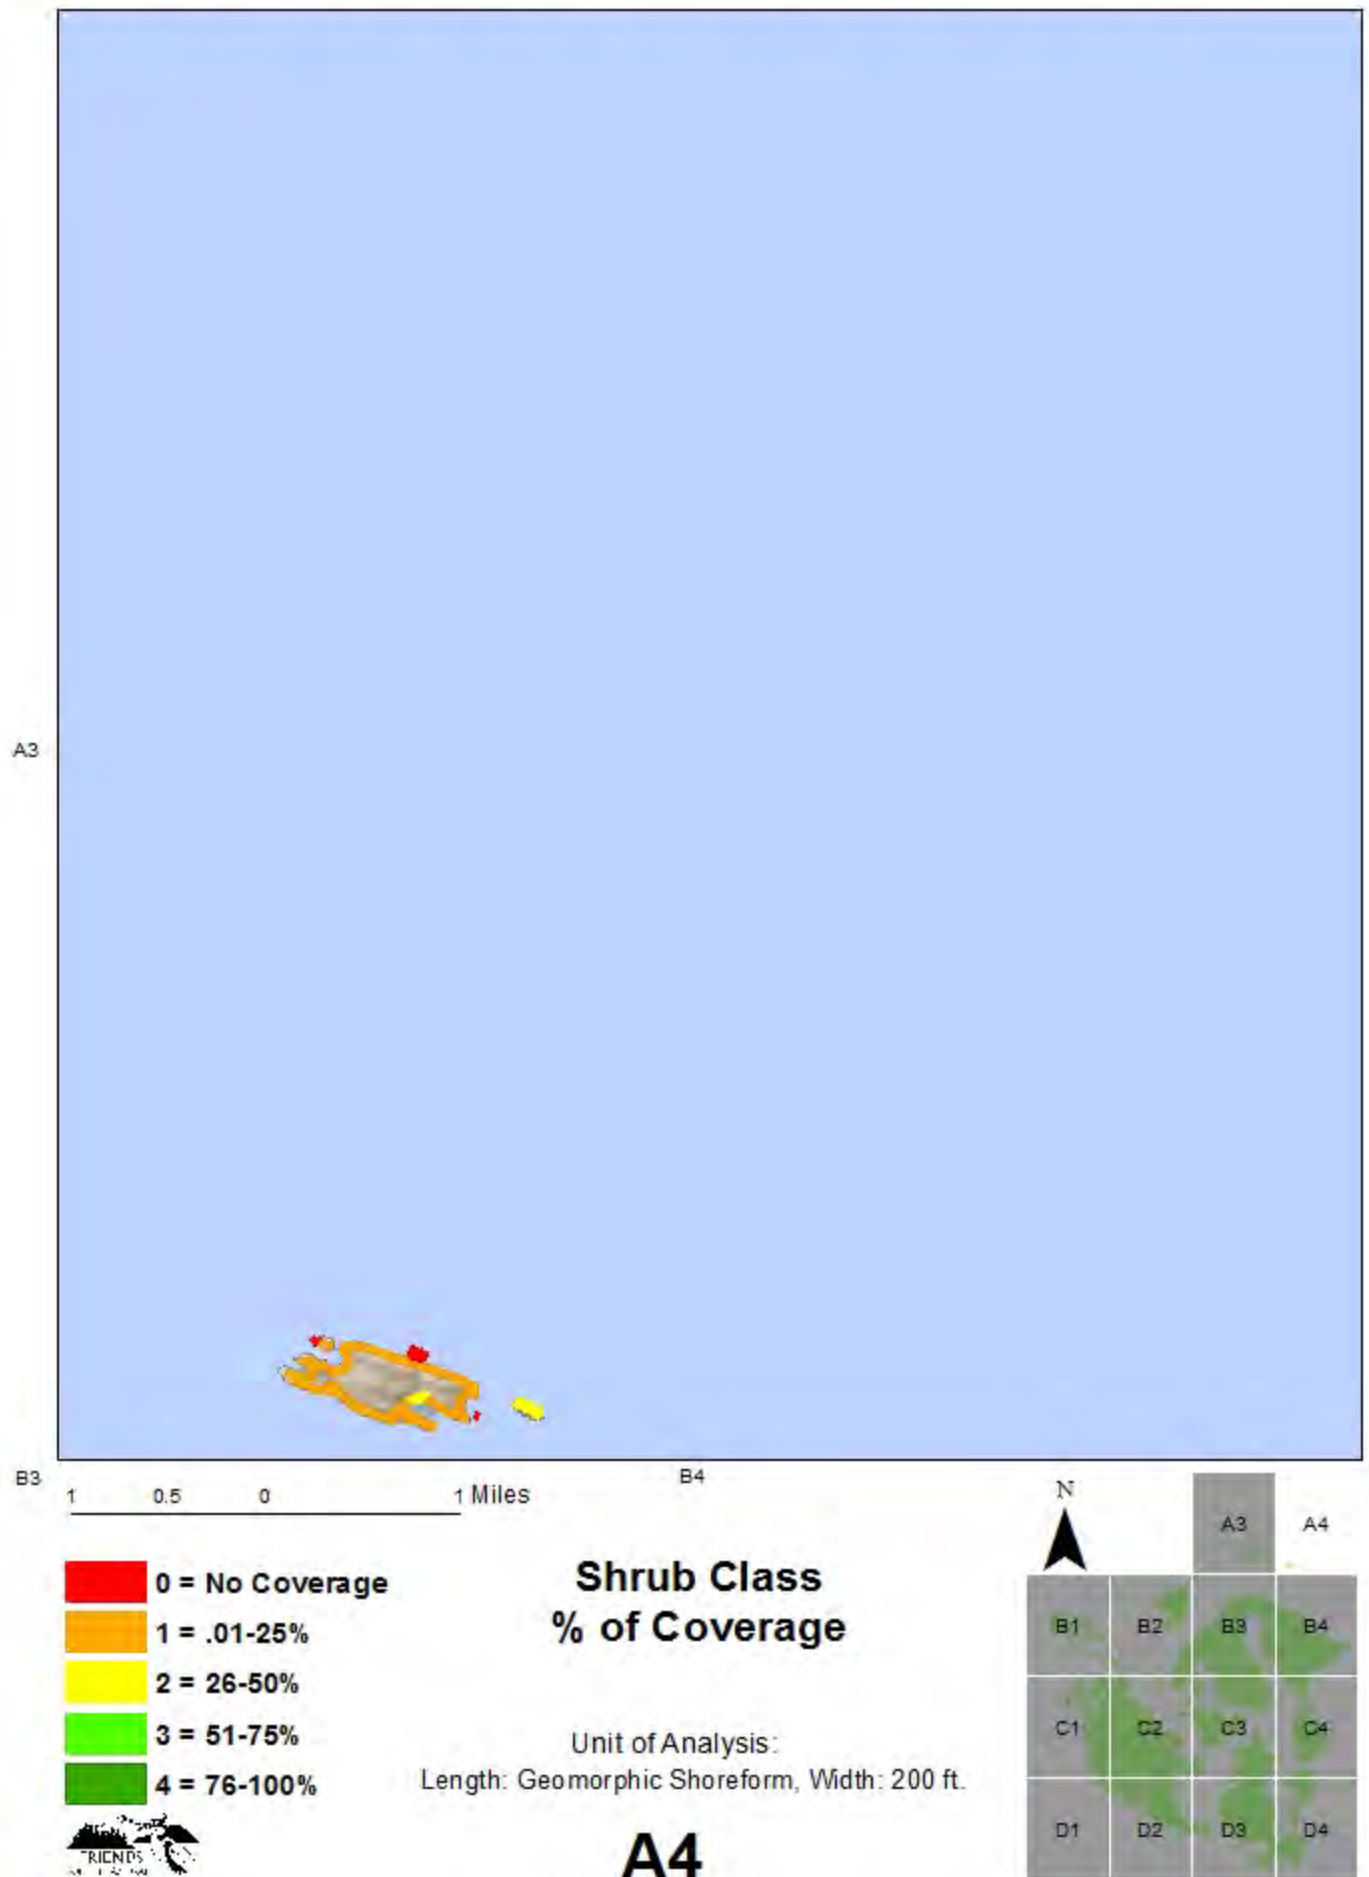 A3
B3
B4
1 0.5 0 1 Miles
N
A3 A4
0 = No Coverage
1 = .01-25%
2 = 26-50%
3 = 51-75%
4 = 76-100%
Shrub Class
% of Coverage
Unit of Analysis:
Length: Geomorphic Shoreform, Width: 200 ft.
B1 B2 B3 B4
C1 C2 C3 C4
D1 D2 D3 D4
FRIENDS
A4